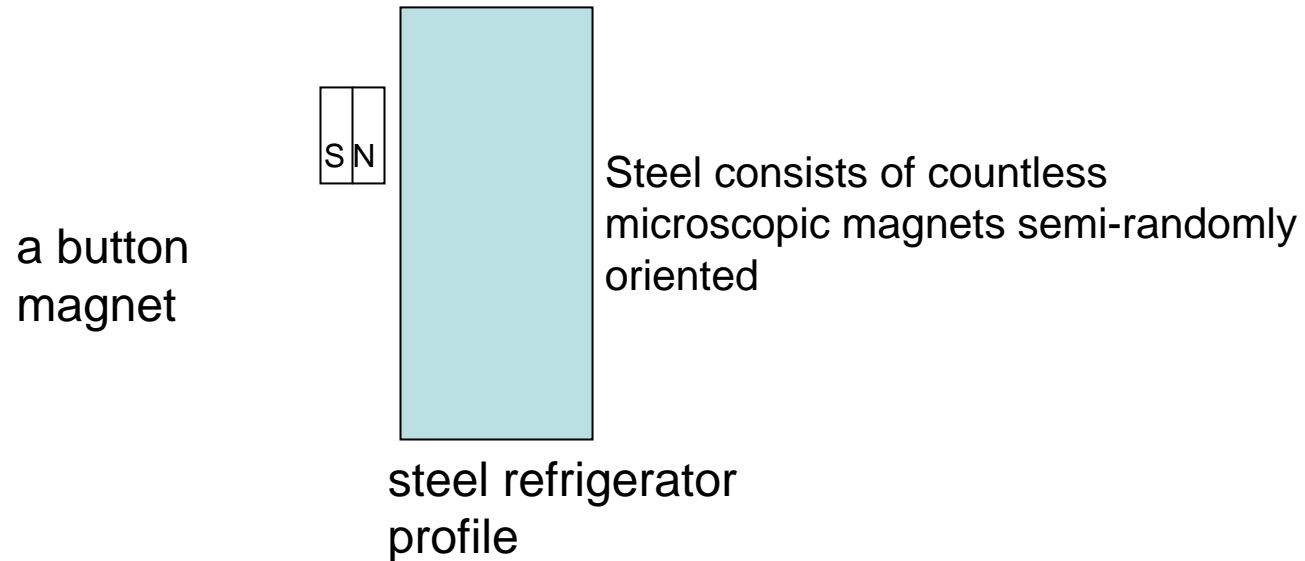 S N
Steel consists of countless
microscopic magnets semi-randomly
oriented
a button
magnet
steel refrigerator
profile